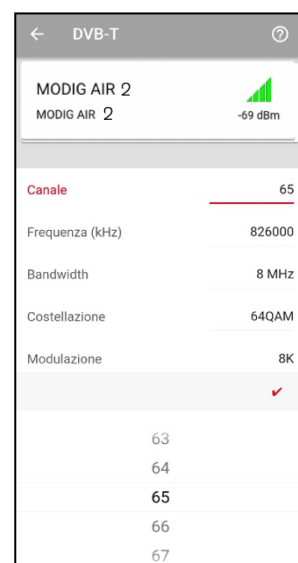 DVB-T
MODIG AIR 2
MODIG AIR 2
-69 dBm
Canale 65
Frequenza (kHz) 826000
Bandwidth 8 MHz
Costellazione 64QAM
Modulazione 8K
63
64
65
66
67